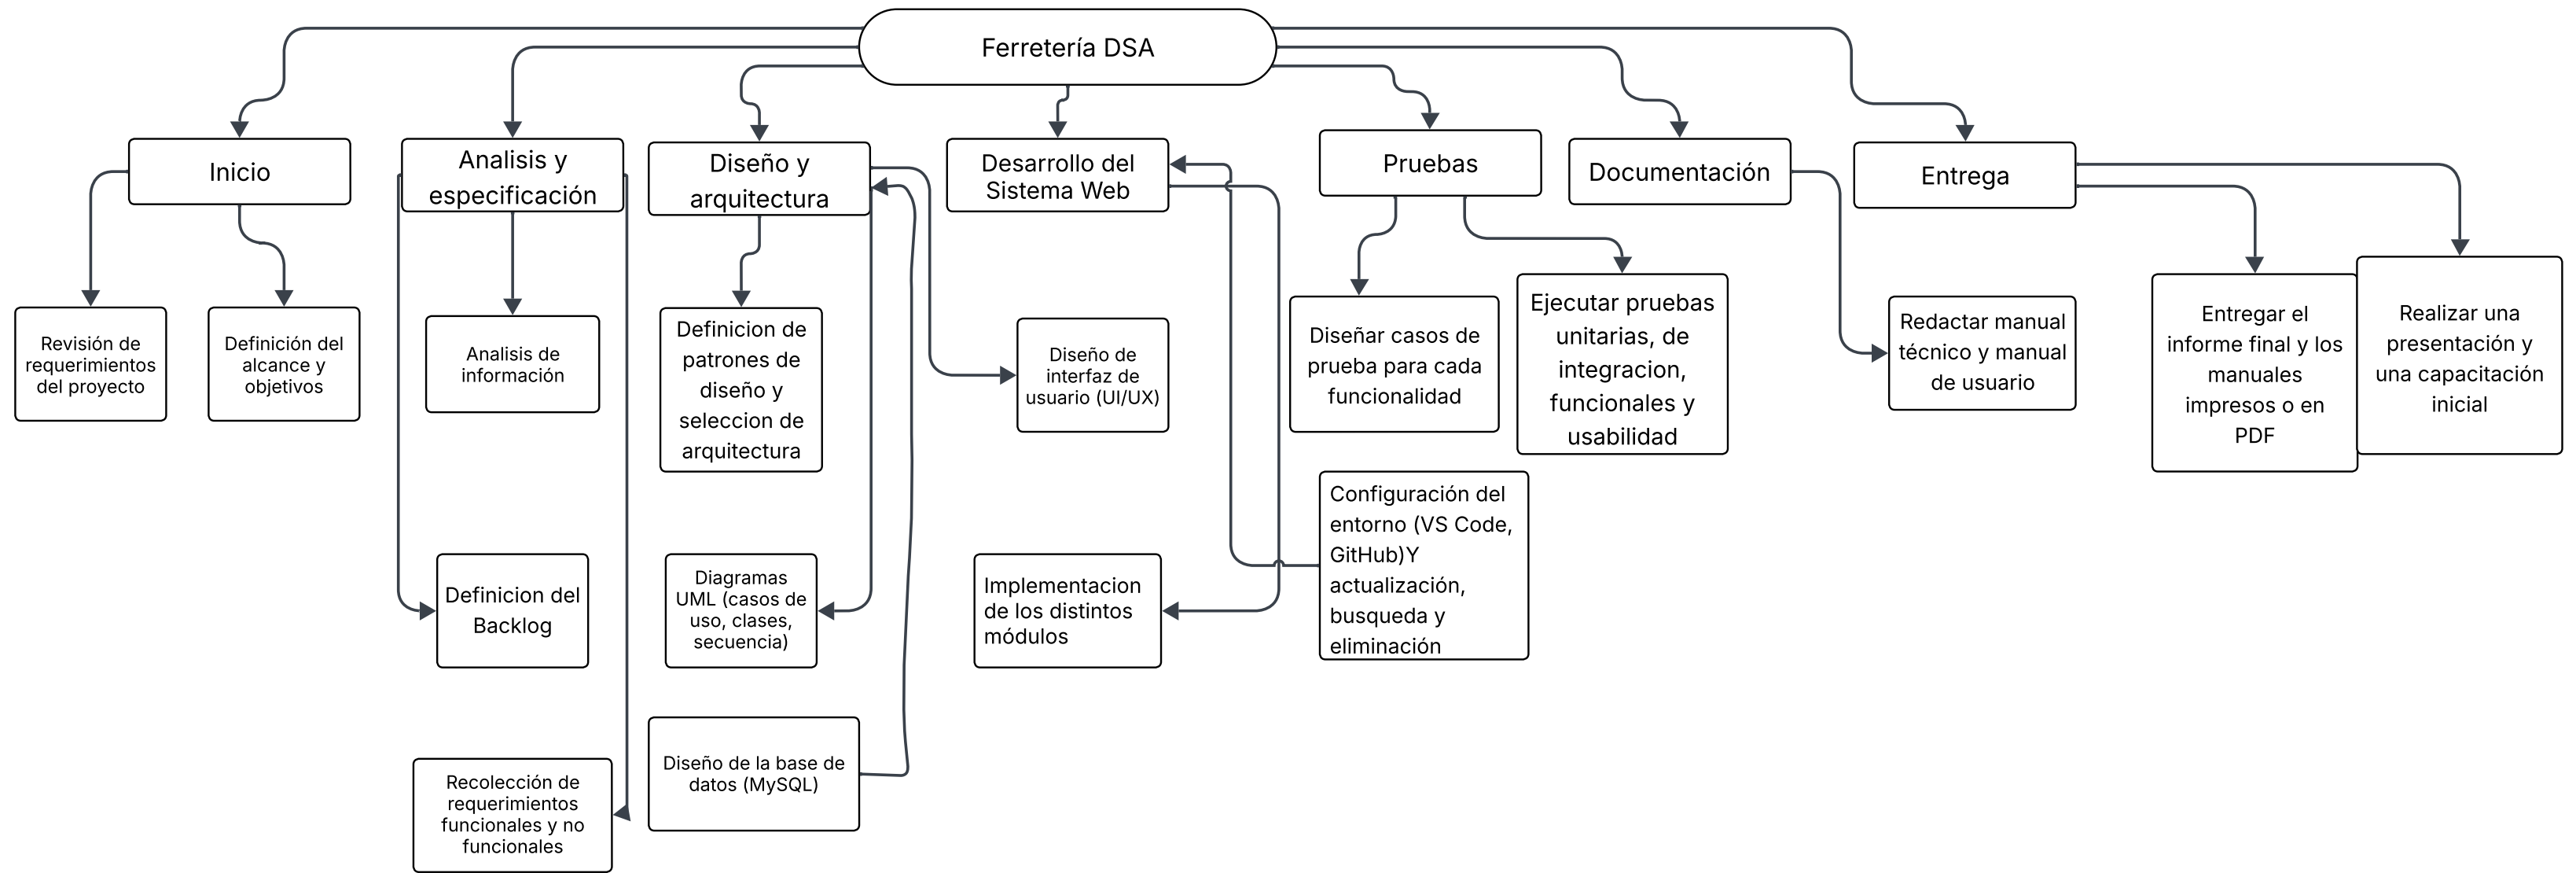 Ferretería DSA
Inicio
Analisis y
especificación
Diseño y
arquitectura
Desarrollo del
Sistema Web
Pruebas
Documentación
Entrega
Revisión de
requerimientos
del proyecto
Definición del
alcance y
objetivos
Analisis de
información
Definicion de
patrones de
diseño y
seleccion de
arquitectura
Diseño de
interfaz de
usuario (UI/UX)
Diseñar casos de
prueba para cada
funcionalidad
Ejecutar pruebas
unitarias, de
integracion,
funcionales y
usabilidad
Redactar manual
técnico y manual
de usuario
Entregar el
informe final y los
manuales
impresos o en
PDF
Realizar una
presentación y
una capacitación
inicial
Definicion del
Backlog
Diagramas
UML (casos de
uso, clases,
secuencia)
Implementacion
de los distintos
módulos
Configuración del
entorno (VS Code,
GitHub)Y
actualización,
busqueda y
eliminación
Recolección de
requerimientos
funcionales y no
funcionales
Diseño de la base de
datos (MySQL)